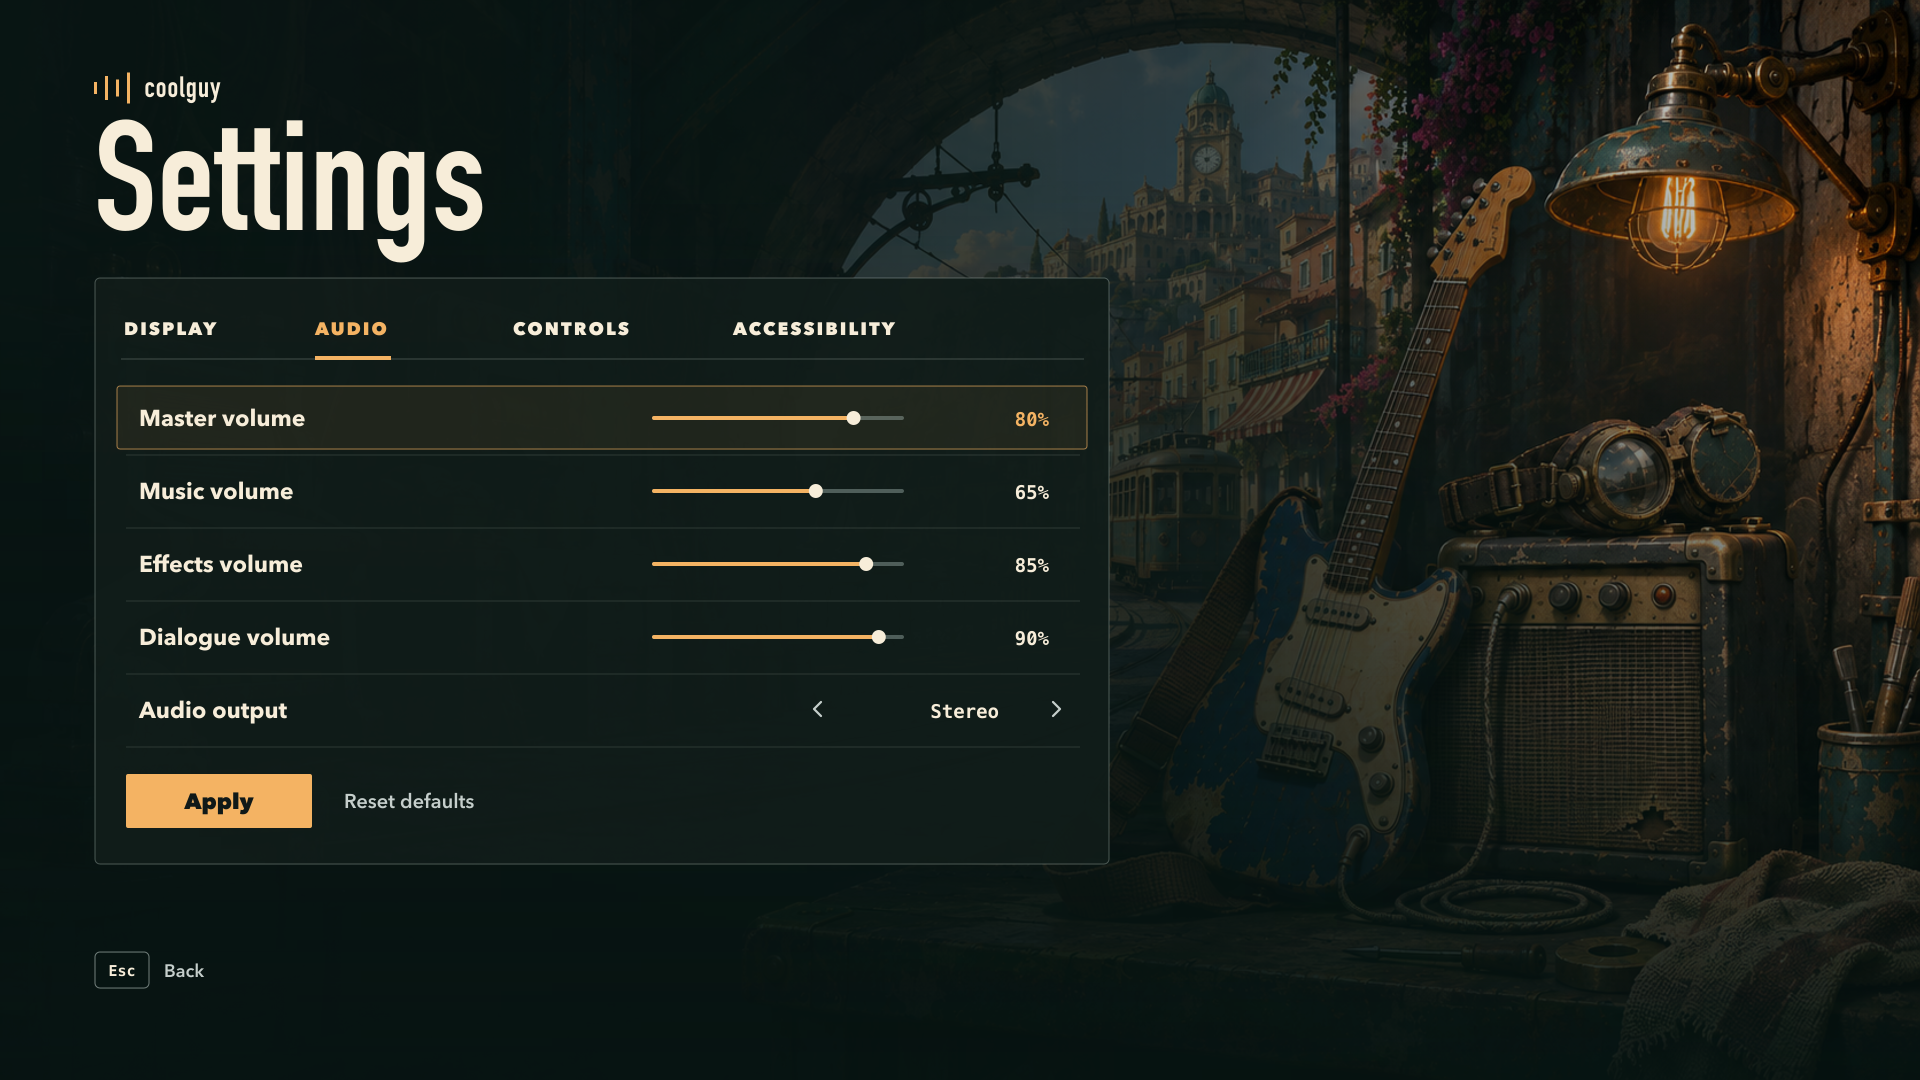 coolguy
Settings
DISPLAY AUDIO CONTROLS ACCESSIBILITY
Master volume 80%
Music volume 65%
Effects volume 85%
Dialogue volume 90%
Audio output < Stereo >
Apply Reset defaults
Esc Back